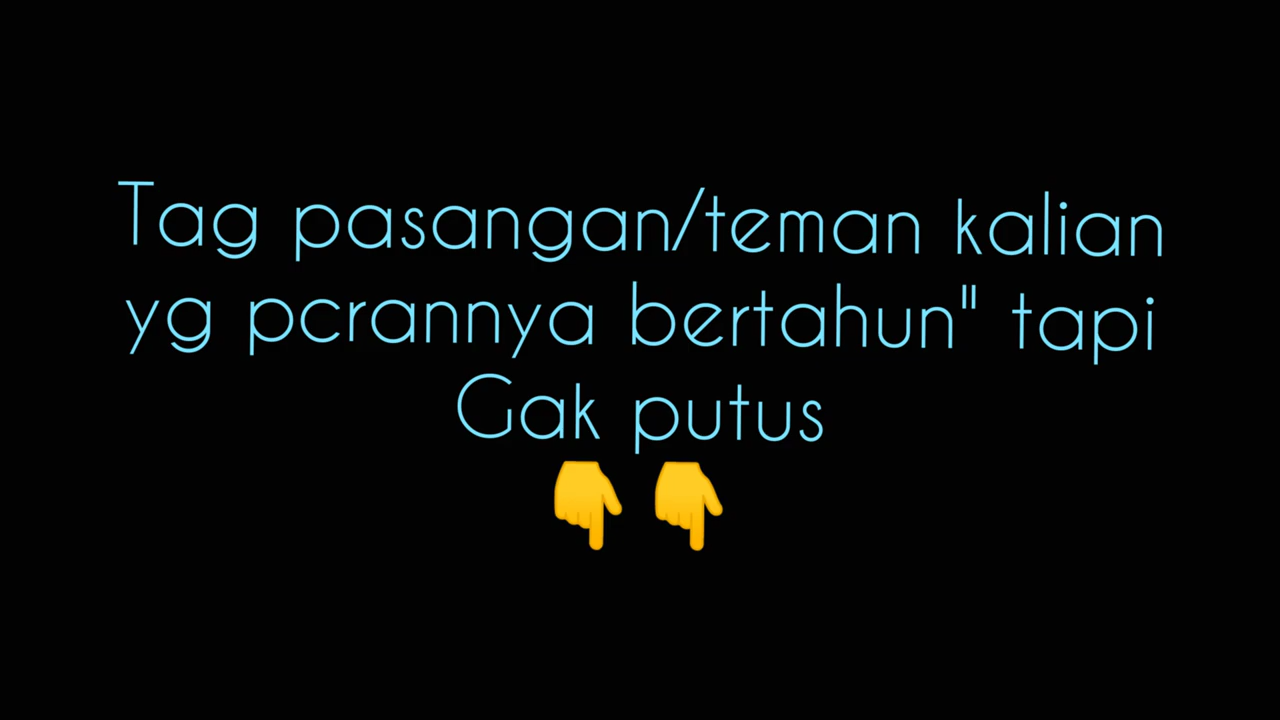 Tag pasangan/teman kalian
yg pcrannya bertahun" tapi
Gak putus
👇👇